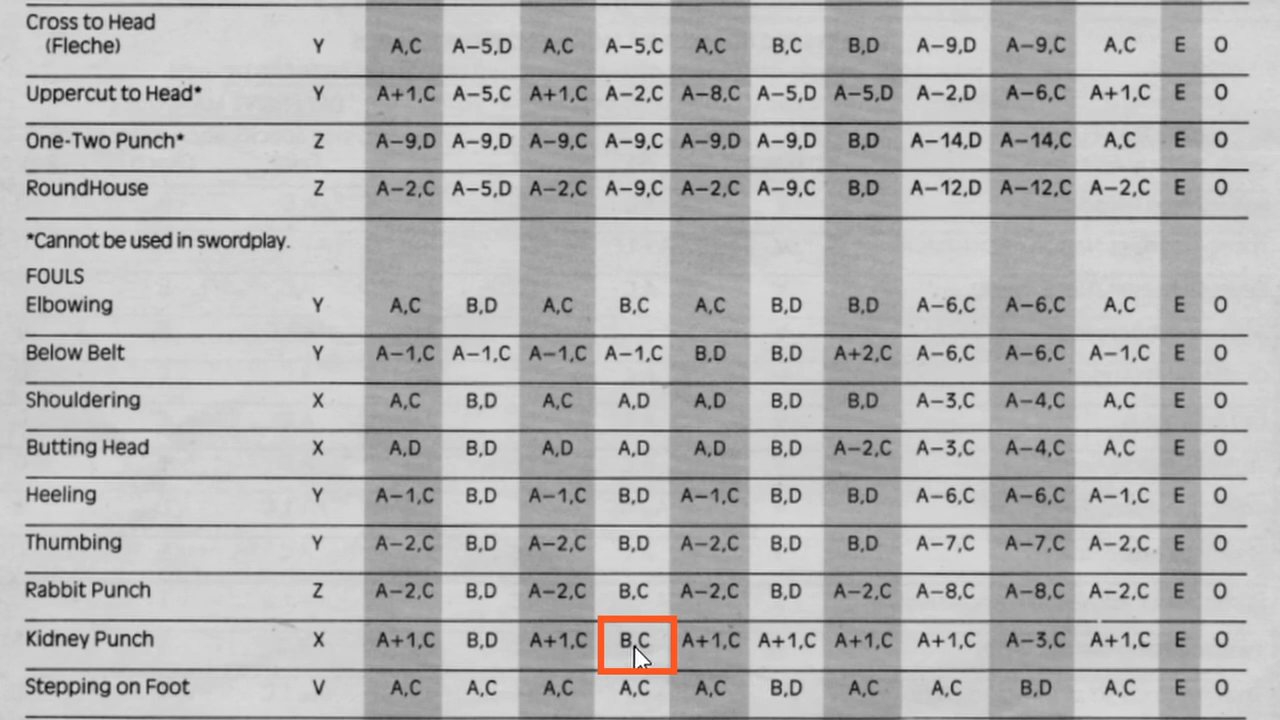 Cross to Head
(Fleche) Y A,C A–5,D A,C A–5,C A,C B,C B,D A–9,D A–9,C A,C E O
Uppercut to Head* Y A+1,C A–5,C A+1,C A–2,C A–8,C A–5,D A–5,D A–2,D A–6,C A+1,C E O
One-Two Punch* Z A–9,D A–9,D A–9,C A–9,C A–9,D A–9,D B,D A–14,D A–14,C A,C E O
RoundHouse Z A–2,C A–5,D A–2,C A–9,C A–2,C A–9,C B,D A–12,D A–12,C A–2,C E O
*Cannot be used in swordplay.
FOULS
Elbowing Y A,C B,D A,C B,C A,C B,D B,D A–6,C A–6,C A,C E O
Below Belt Y A–1,C A–1,C A–1,C A–1,C B,D B,D A+2,C A–6,C A–6,C A–1,C E O
Shouldering X A,C B,D A,C A,D A,D B,D B,D A–3,C A–4,C A,C E O
Butting Head X A,D B,D A,D A,D A,D B,D A–2,C A–3,C A–4,C A,C E O
Heeling Y A–1,C B,D A–1,C B,D A–1,C B,D B,D A–6,C A–6,C A–1,C E O
Thumbing Y A–2,C B,D A–2,C B,D A–2,C B,D B,D A–7,C A–7,C A–2,C E O
Rabbit Punch Z A–2,C B,D A–2,C B,C A–2,C B,D A–2,C A–8,C A–8,C A–2,C E O
Kidney Punch X A+1,C B,D A+1,C B,C A+1,C A+1,C A+1,C A+1,C A–3,C A+1,C E O
Stepping on Foot V A,C A,C A,C A,C A,C B,D A,C A,C B,D A,C E O